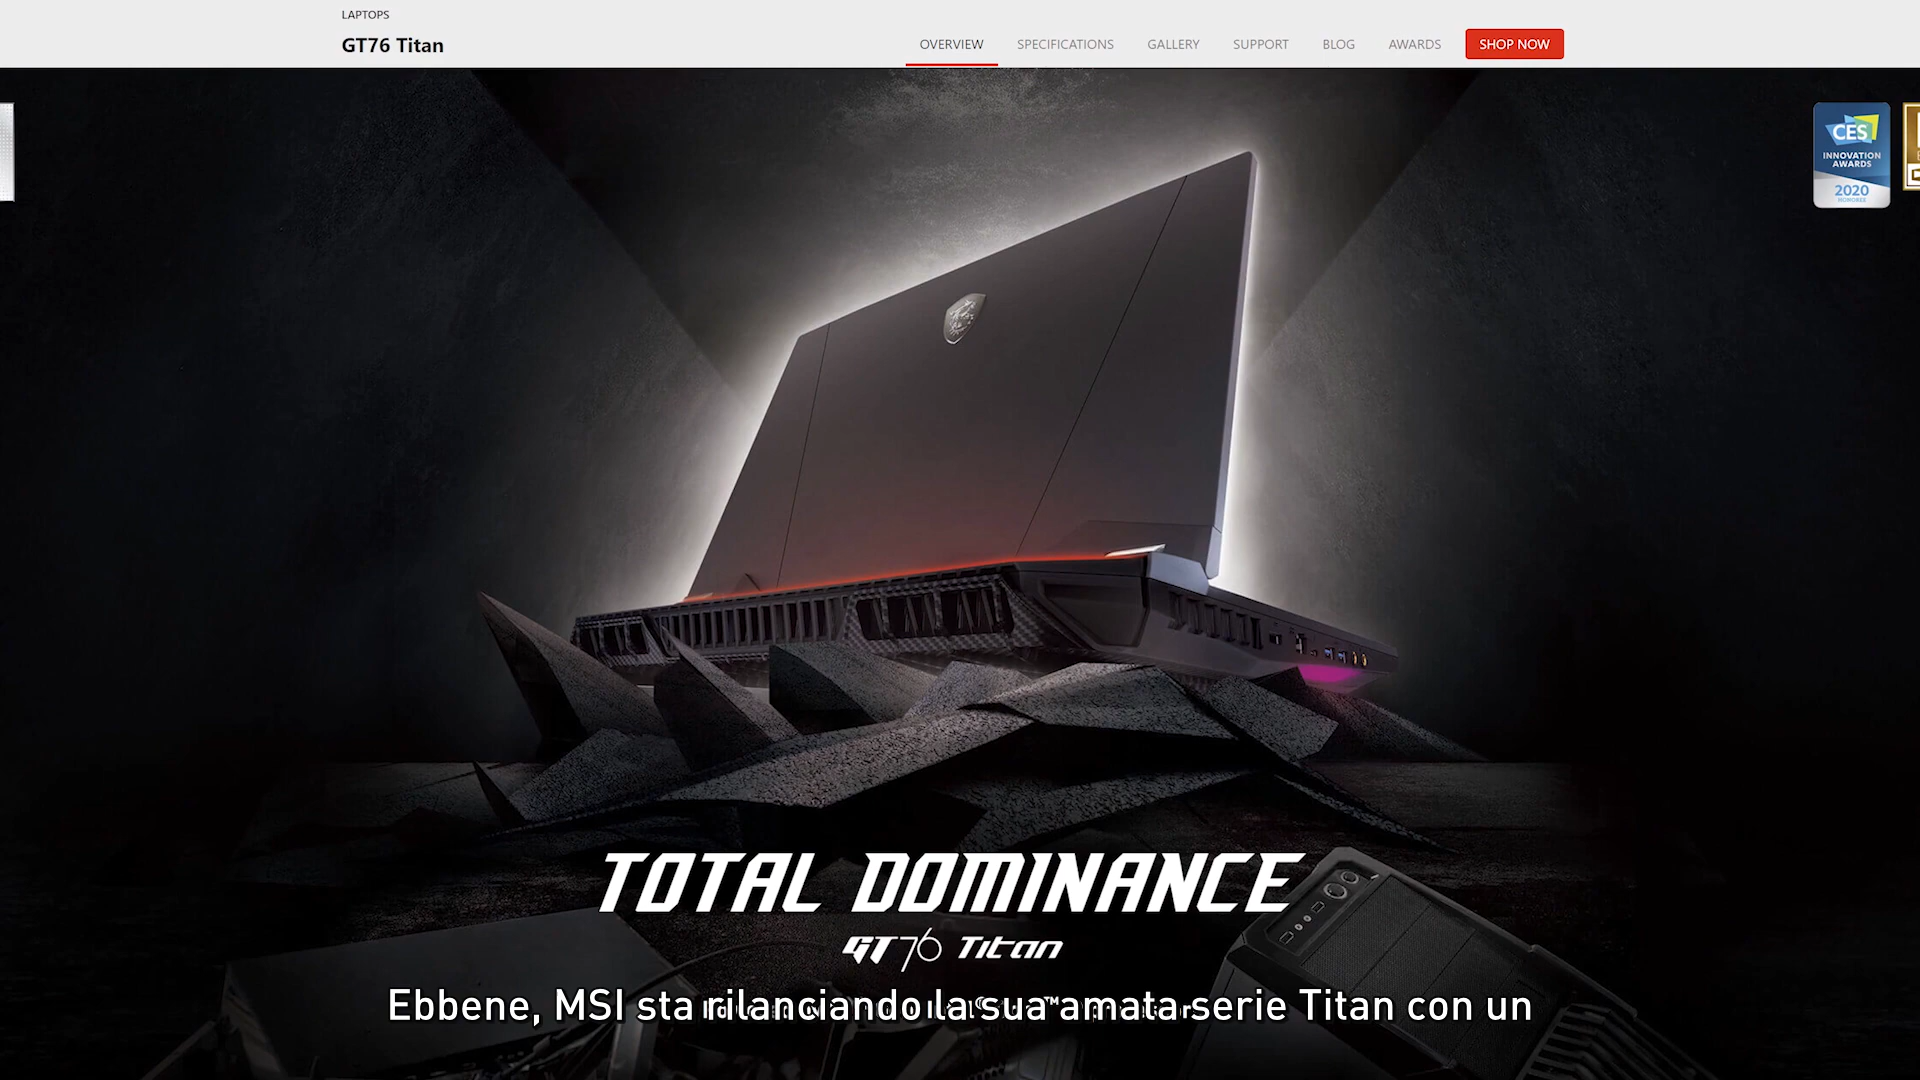 LAPTOPS
GT76 Titan
OVERVIEW SPECIFICATIONS GALLERY SUPPORT BLOG AWARDS SHOP NOW
CES
INNOVATION
AWARDS
2020
HONOREE
TOTAL DOMINANCE
GT76 Titan
Ebbene, MSI sta rilanciando la sua amata serie Titan con un